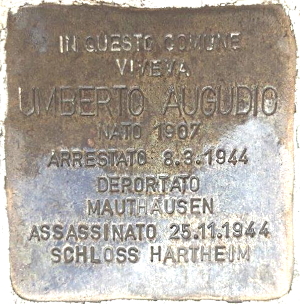 IN QUESTO COMUNE
VIVEVA
UMBERTO AUGUDIO
NATO 1907
ARRESTATO 8.3.1944
DEPORTATO
MAUTHAUSEN
ASSASSINATO 25.11.1944
SCHLOSS HARTHEIM